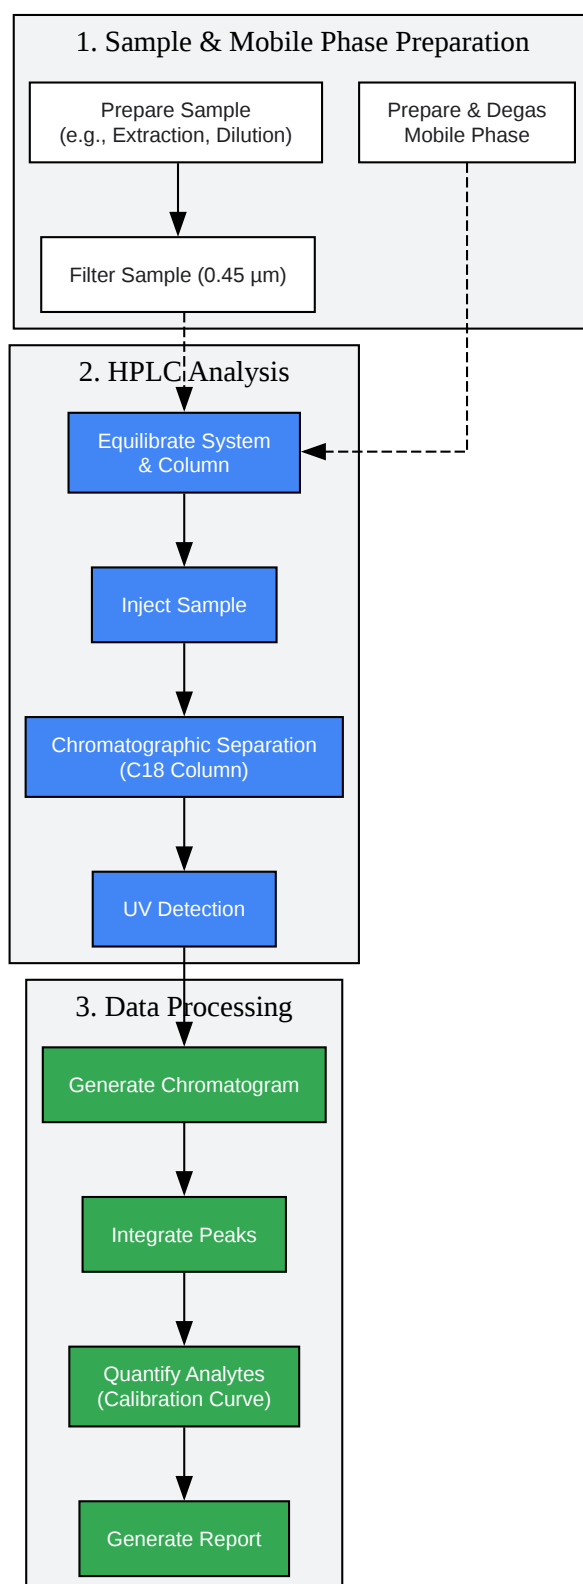 1. Sample & Mobile Phase Preparation
Prepare Sample
(e.g., Extraction, Dilution)
Prepare & Degas
Mobile Phase
Filter Sample (0.45 µm)
2. HPLC Analysis
Equilibrate System
& Column
Inject Sample
Chromatographic Separation
(C18 Column)
UV Detection
3. Data Processing
Generate Chromatogram
Integrate Peaks
Quantify Analytes
(Calibration Curve)
Generate Report